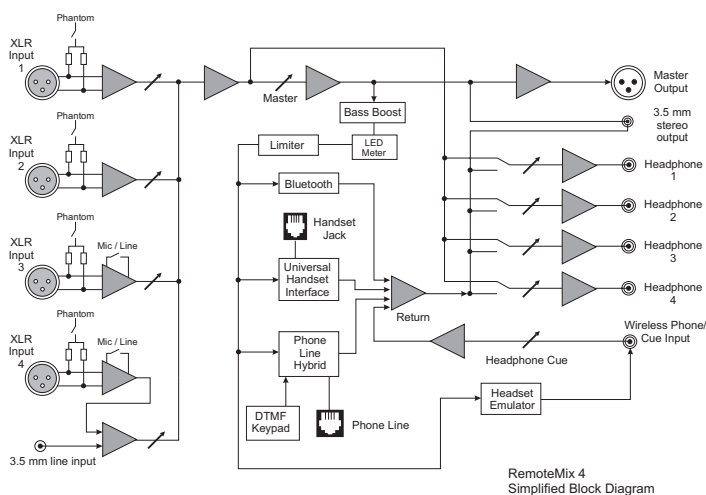 Phantom
XLR
Input
1
Phantom
XLR
Input
2
Phantom
XLR
Input
3
Mic / Line
Phantom
XLR
Input
4
Mic / Line
3.5 mm line input
Master
Bass Boost
LED
Meter
Limiter
Bluetooth
Handset
Jack
Universal
Handset
Interface
Phone
Line
Hybrid
DTMF
Keypad
Phone Line
Return
Headphone Cue
Headset
Emulator
Master
Output
3.5 mm
stereo
output
Headphone
1
Headphone
2
Headphone
3
Headphone
4
Wireless Phone/
Cue Input
RemoteMix 4
Simplified Block Diagram